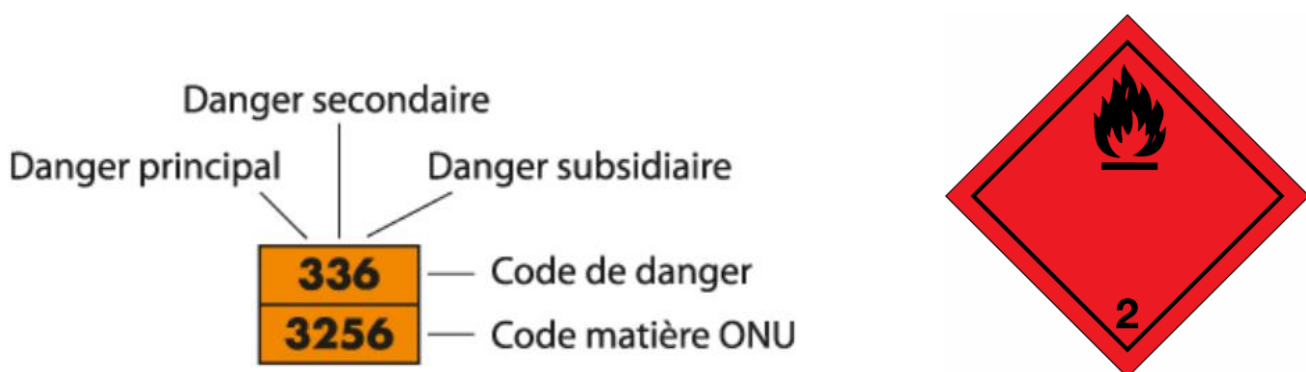 Danger secondaire
Danger principal
Danger subsidiaire
336
Code de danger
3256
Code matière ONU
2